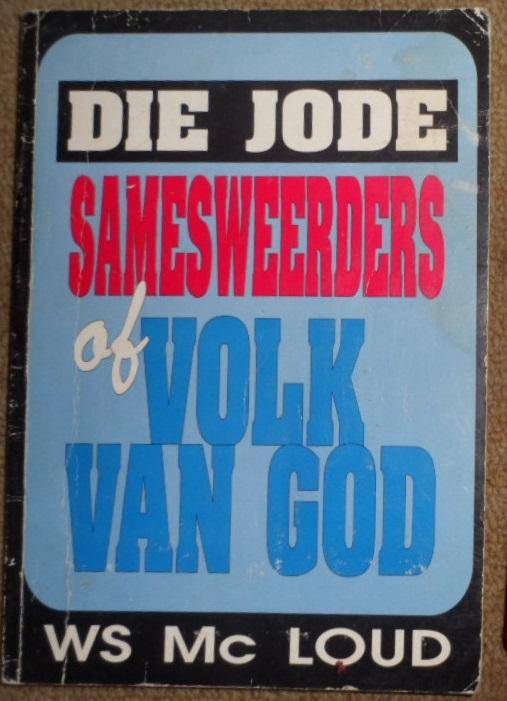 DIE JODE
SAMESWEERDERS
of VOLK
VAN GOD
WS Mc LOUD